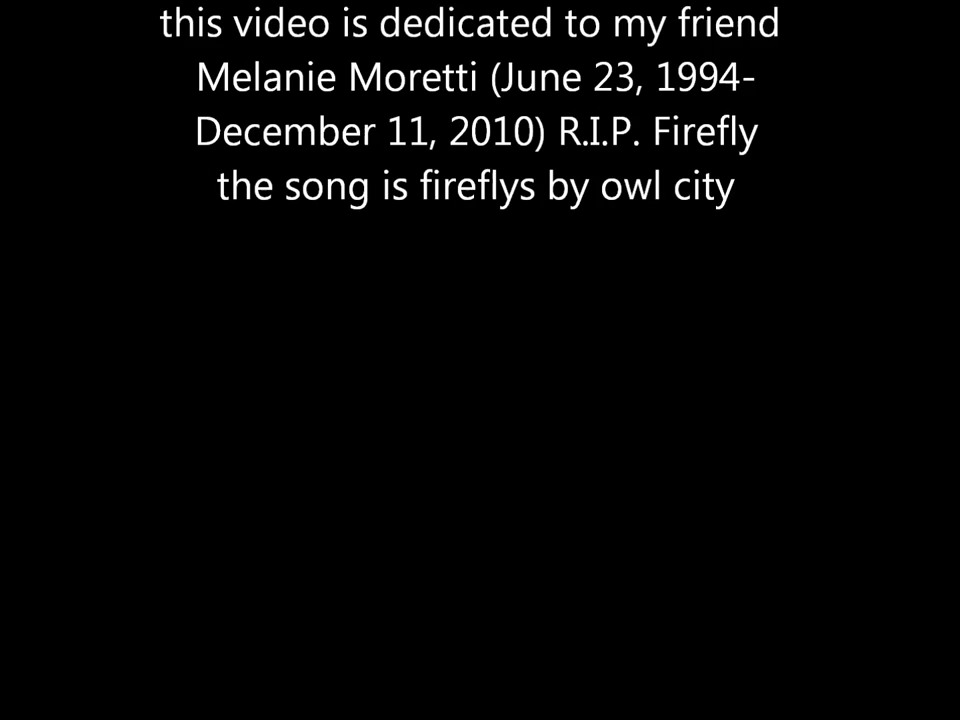 this video is dedicated to my friend
Melanie Moretti (June 23, 1994-
December 11, 2010) R.I.P. Firefly
the song is fireflys by owl city